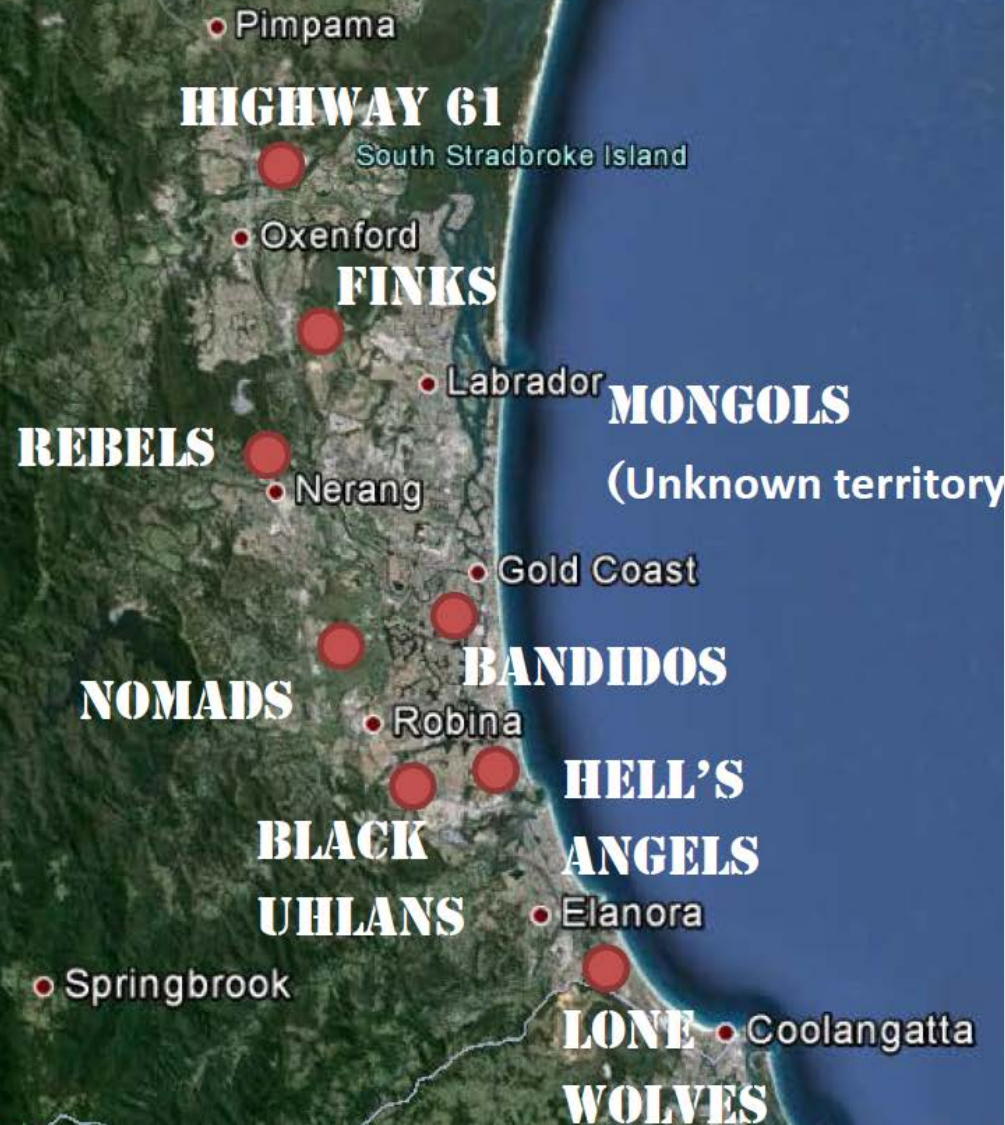 Pimpama
HIGHWAY 61
South Stradbroke Island
Oxenford
FINKS
Labrador
MONGOLS
(Unknown territory
REBELS
Nerang
Gold Coast
BANDIDOS
NOMADS
Robina
HELL'S
ANGELS
BLACK
UHLANS
Elanora
Springbrook
LONE
WOLVES
Coolangatta